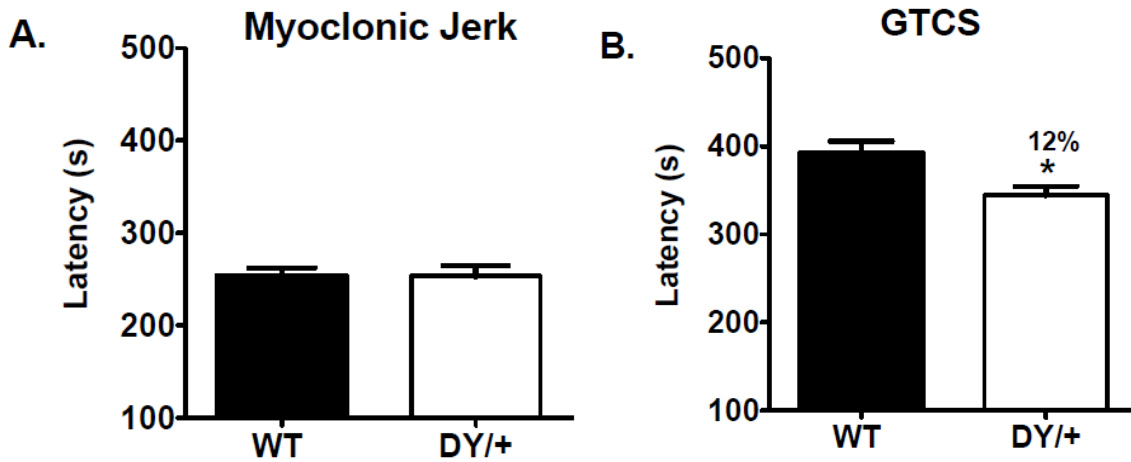 A.
Myoclonic Jerk
500
400
300
200
100
Latency (s)
WT
DY/+
B.
GTCS
500
400
300
200
100
Latency (s)
12%
*
WT
DY/+